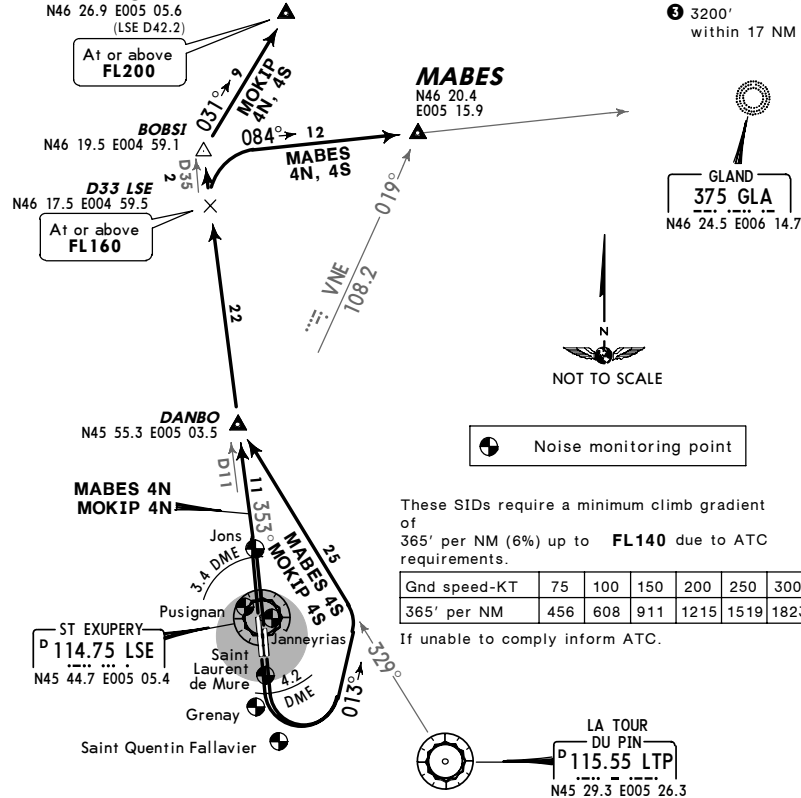 N46 26.9 E005 05.6
(LSE D42.2)
At or above
FL200
031°
9
MOKIP
4N, 4S
❸ 3200'
within 17 NM
MABES
N46 20.4
E005 15.9
BOBSI
N46 19.5 E004 59.1
084°
12
MABES
4N, 4S
D35
2
D33 LSE
N46 17.5 E004 59.5
At or above
FL160
019°
VNE
108.2
GLAND
375 GLA
N46 24.5 E006 14.7
N
NOT TO SCALE
22
DANBO
N45 55.3 E005 03.5
Noise monitoring point
D11
11
353°
MABES 4N
MOKIP 4N
MABES 4S
MOKIP 4S
25
These SIDs require a minimum climb gradient
of
365' per NM (6%) up to FL140 due to ATC
requirements.
Gnd speed-KT 75 100 150 200 250 300
365' per NM 456 608 911 1215 1519 1823
If unable to comply inform ATC.
Jons
3.4 DME
Pusignan
Janneyrias
ST EXUPERY
D 114.75 LSE
N45 44.7 E005 05.4
Saint
Laurent
de Mure
4.2
DME
013°
329°
Grenay
Saint Quentin Fallavier
LA TOUR
DU PIN
D 115.55 LTP
N45 29.3 E005 26.3